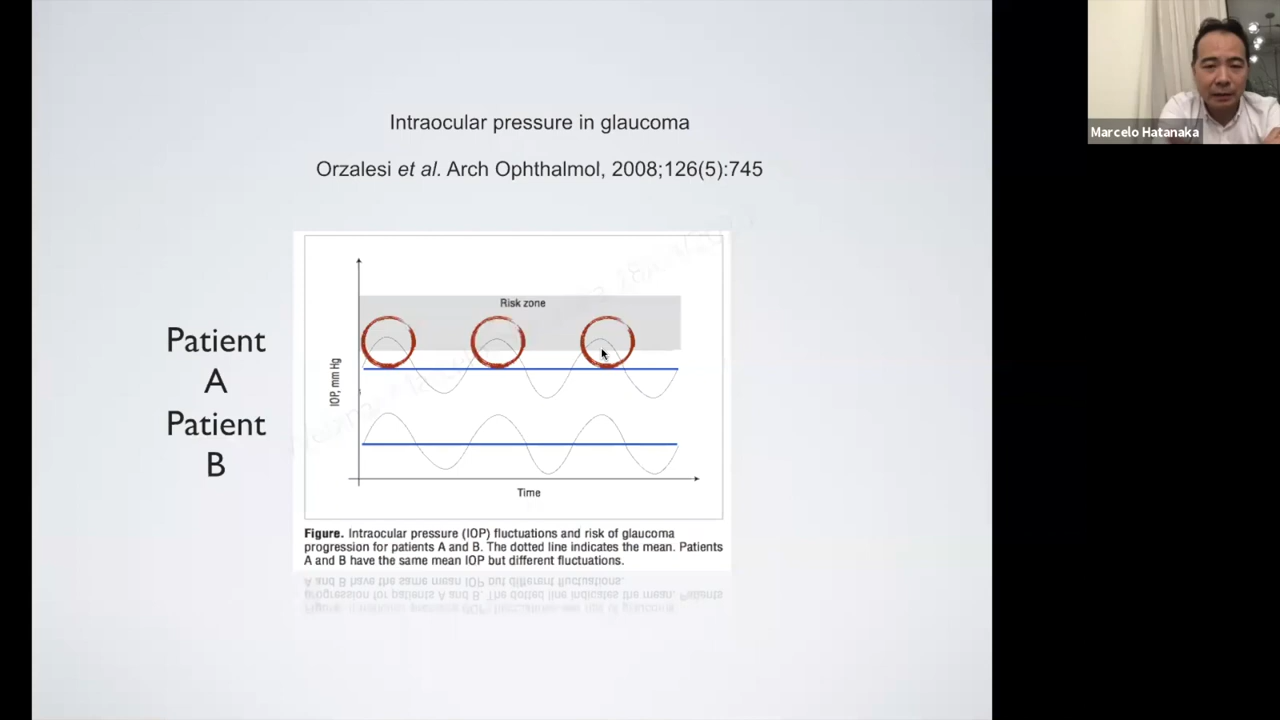 Intraocular pressure in glaucoma
Orzalesi et al. Arch Ophthalmol, 2008;126(5):745
Marcelo Hatanaka
Patient
A
Patient
B
Risk zone
IOP, mm Hg
Time
Figure. Intraocular pressure (IOP) fluctuations and risk of glaucoma
progression for patients A and B. The dotted line indicates the mean. Patients
A and B have the same mean IOP but different fluctuations.